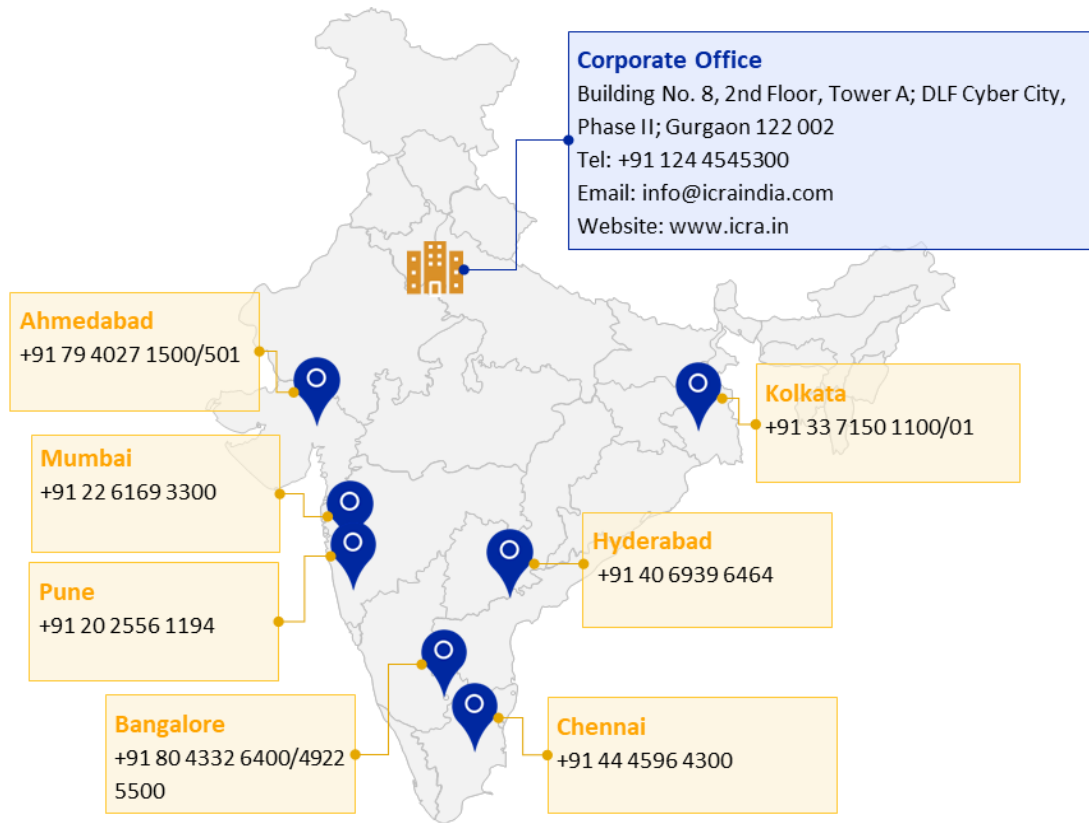 Corporate Office
Building No. 8, 2nd Floor, Tower A; DLF Cyber City,
Phase II; Gurgaon 122 002
Tel: +91 124 4545300
Email: info@icraindia.com
Website: www.icra.in
Ahmedabad
+91 79 4027 1500/501
Kolkata
+91 33 7150 1100/01
Mumbai
+91 22 6169 3300
Hyderabad
+91 40 6939 6464
Pune
+91 20 2556 1194
Bangalore
+91 80 4332 6400/4922
5500
Chennai
+91 44 4596 4300